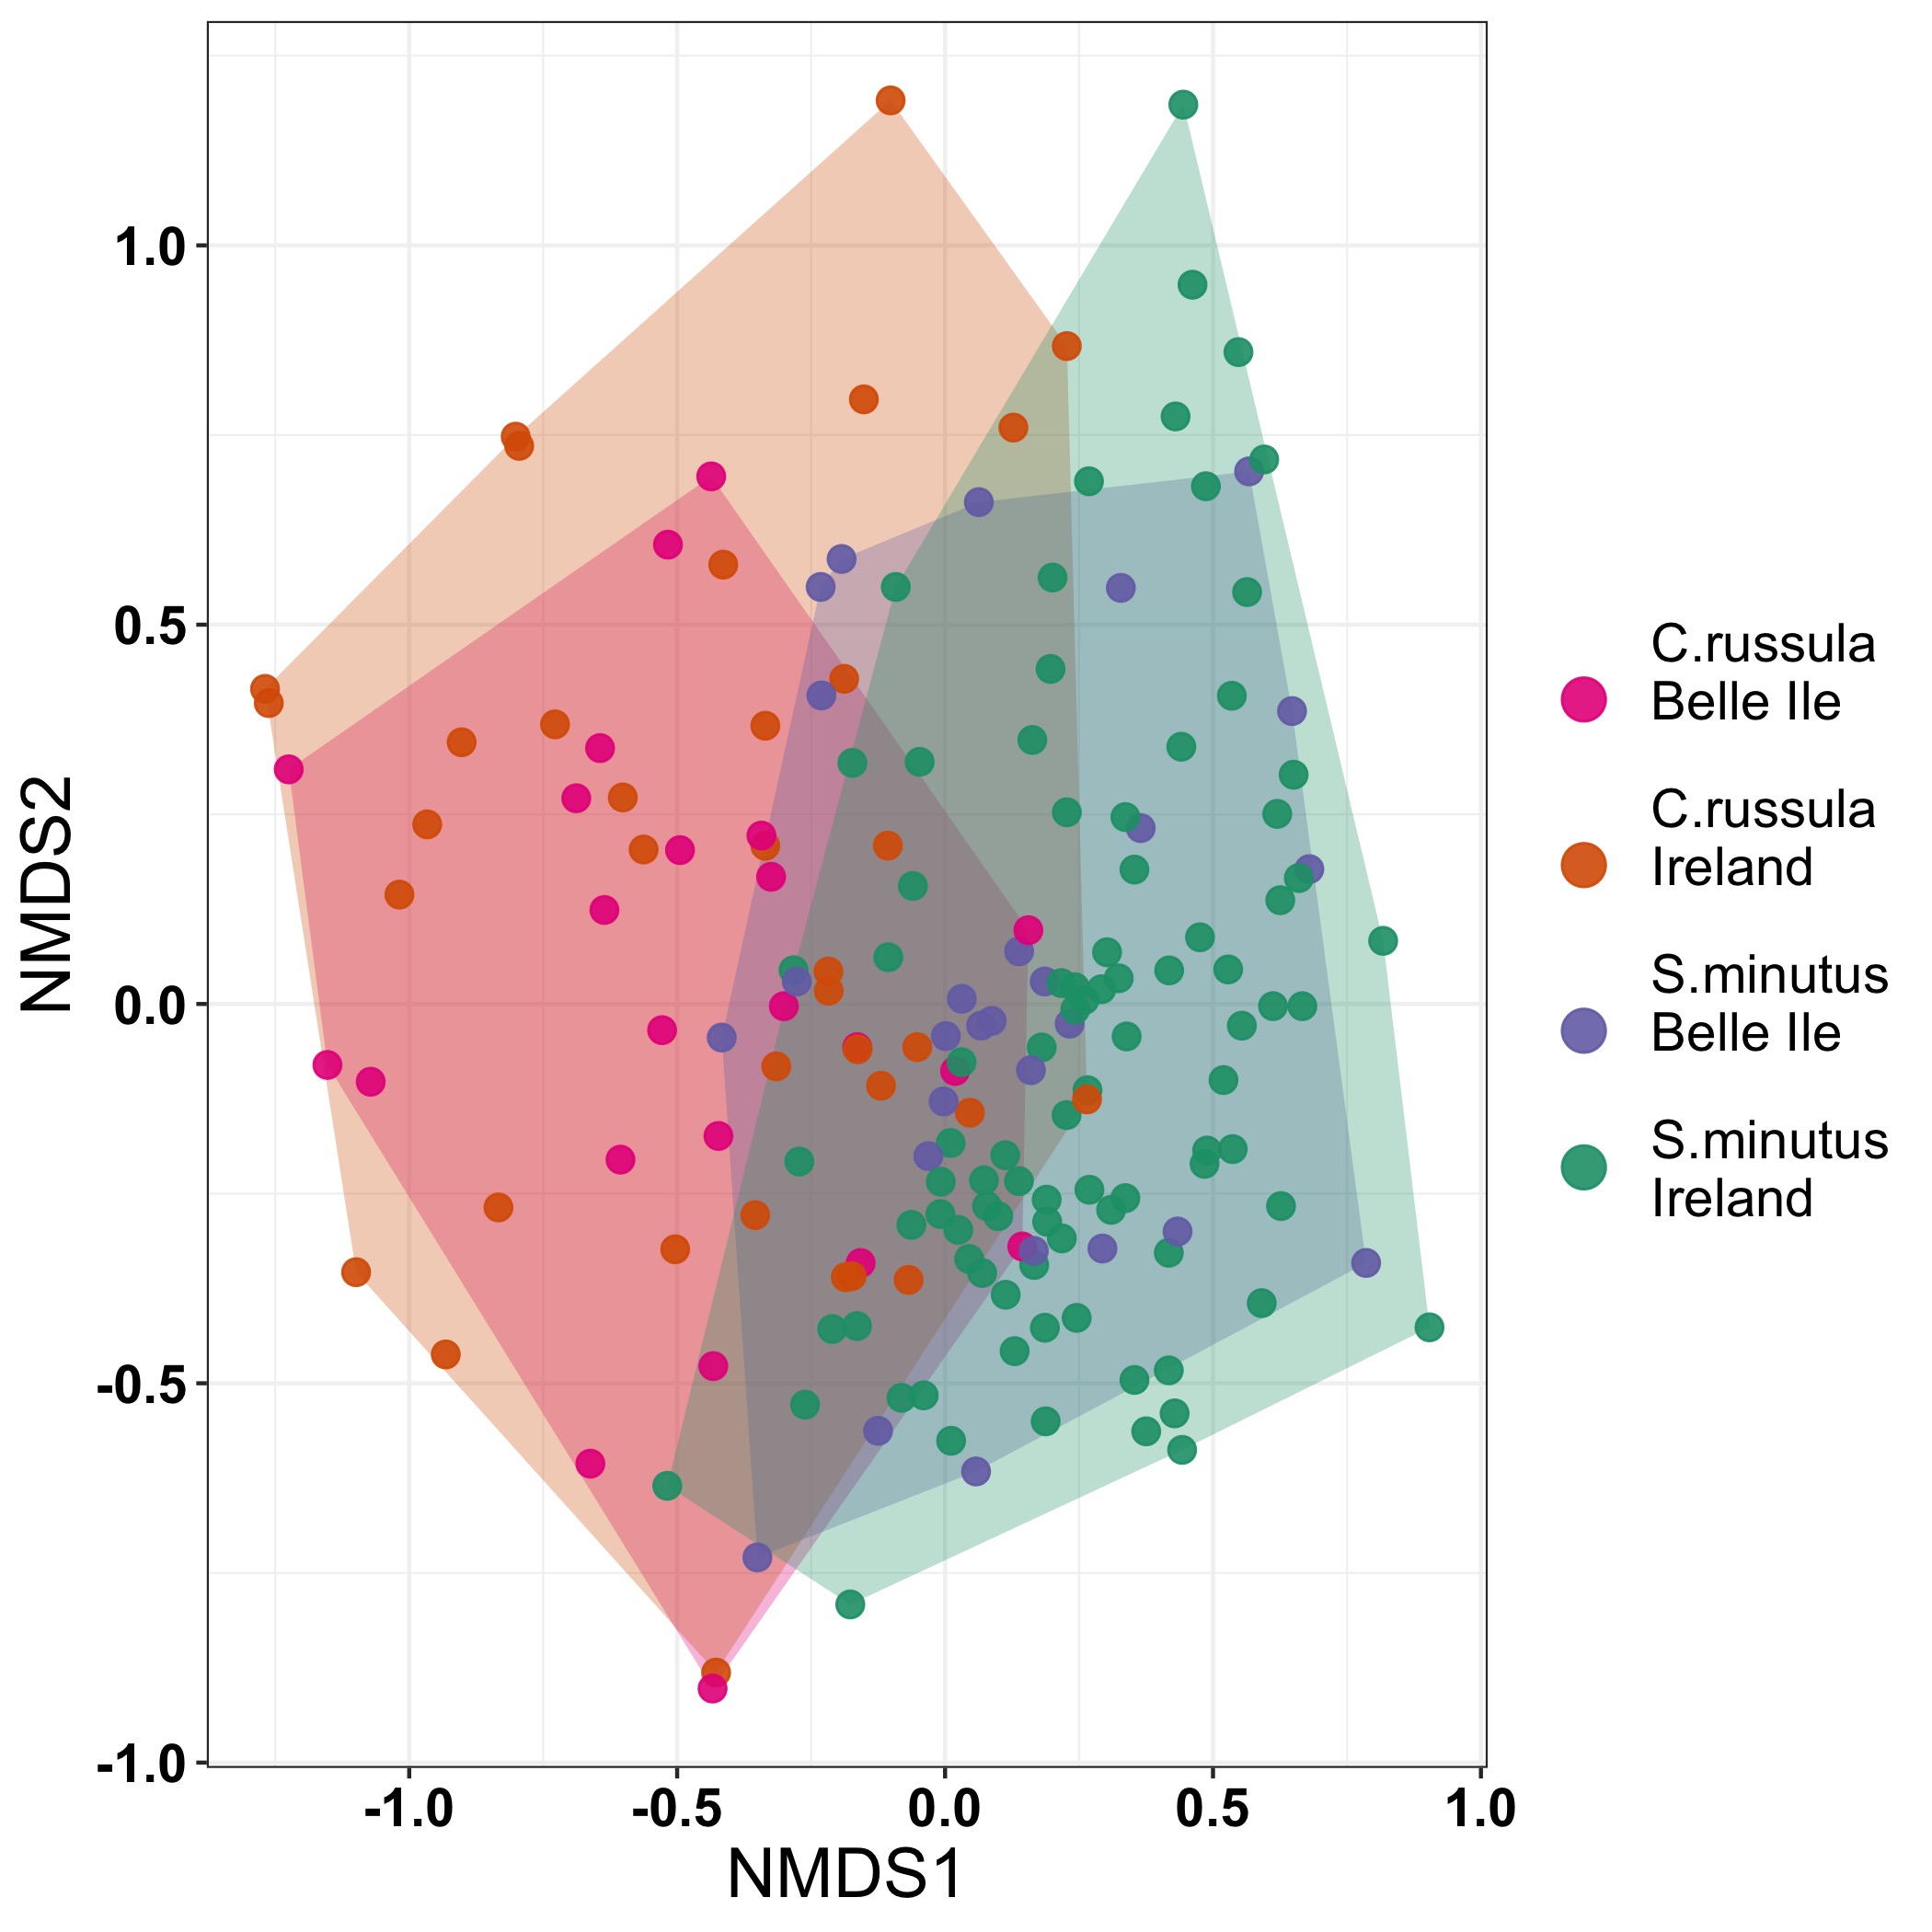 NMDS2
1.0
0.5
0.0
-0.5
-1.0
-1.0 -0.5 0.0 0.5 1.0
NMDS1
C.russula
Belle Ile
C.russula
Ireland
S.minutus
Belle Ile
S.minutus
Ireland